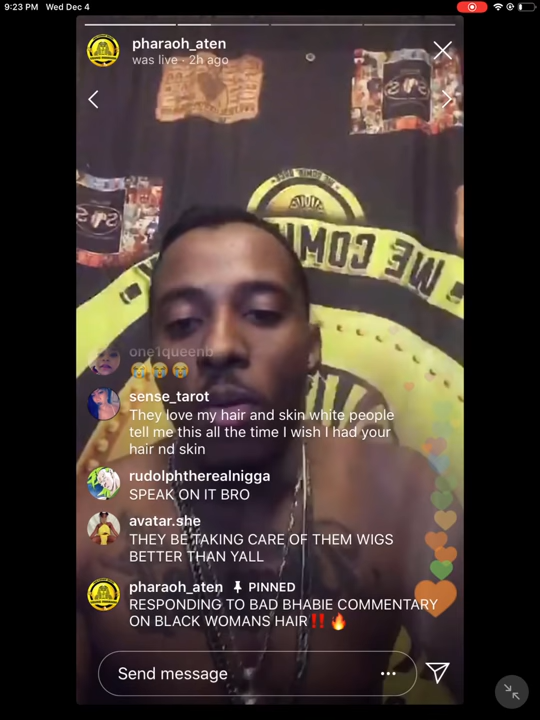 9:23 PM Wed Dec 4
pharaoh_aten
was live · 2h ago
ME COM
one1queenb
😭😭😭
sense_tarot
They love my hair and skin white people
tell me this all the time I wish I had your
hair nd skin
rudolphtherealnigga
SPEAK ON IT BRO
avatar.she
THEY BE TAKING CARE OF THEM WIGS
BETTER THAN YALL
pharaoh_aten PINNED
RESPONDING TO BAD BHABIE COMMENTARY
ON BLACK WOMANS HAIR‼️🔥
Send message